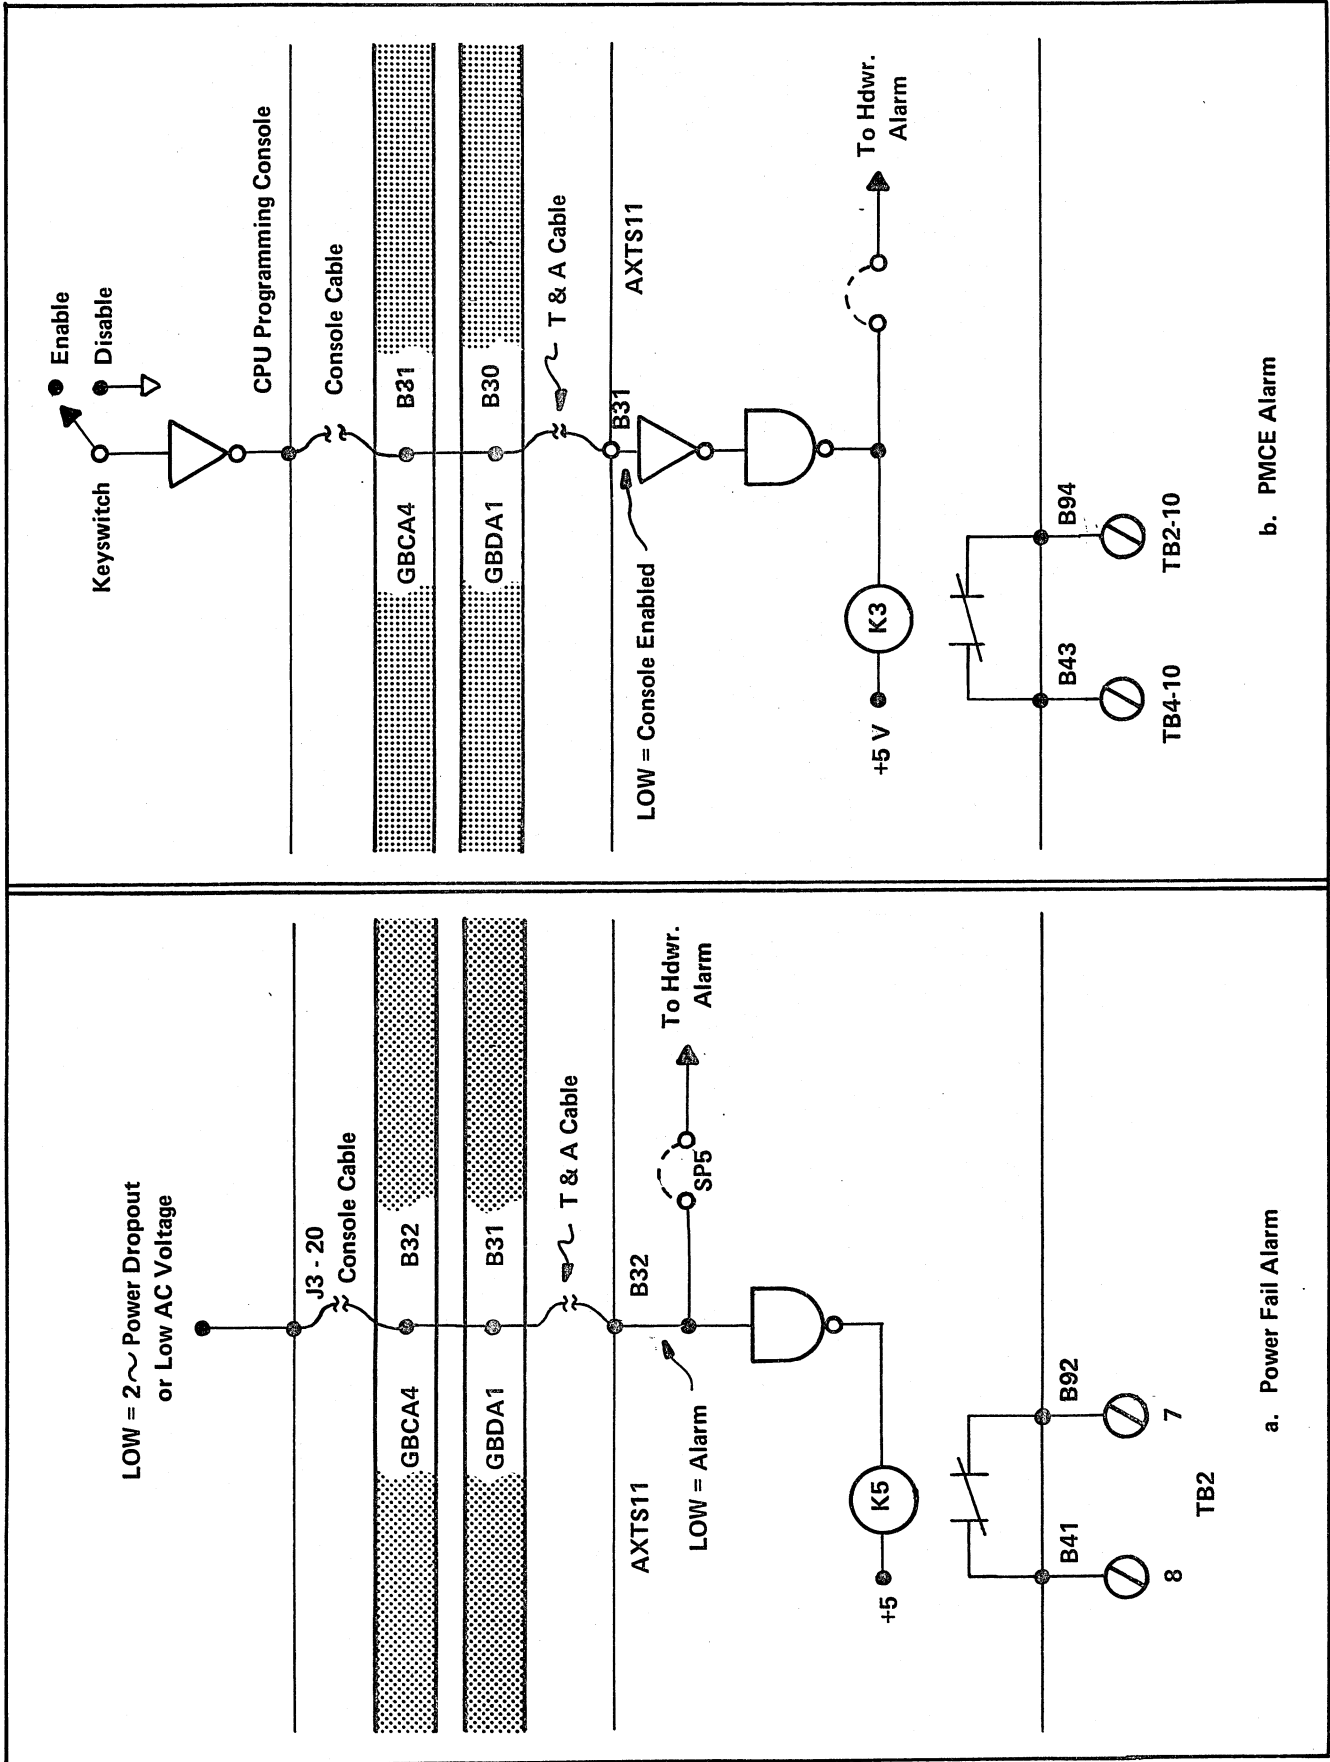 LOW = 2～ Power Dropout
or Low AC Voltage
J3 - 20
Console Cable
GBCA4
B32
GBDA1
B31
T & A Cable
AXTS11
B32
LOW = Alarm
SP5
To Hdwr.
Alarm
+5
K5
B41
B92
8
7
TB2
a. Power Fail Alarm
Keyswitch
Enable
Disable
CPU Programming Console
Console Cable
GBCA4
B31
GBDA1
B30
T & A Cable
B31
AXTS11
LOW = Console Enabled
To Hdwr.
Alarm
+5 V
K3
B43
B94
TB4-10
TB2-10
b. PMCE Alarm